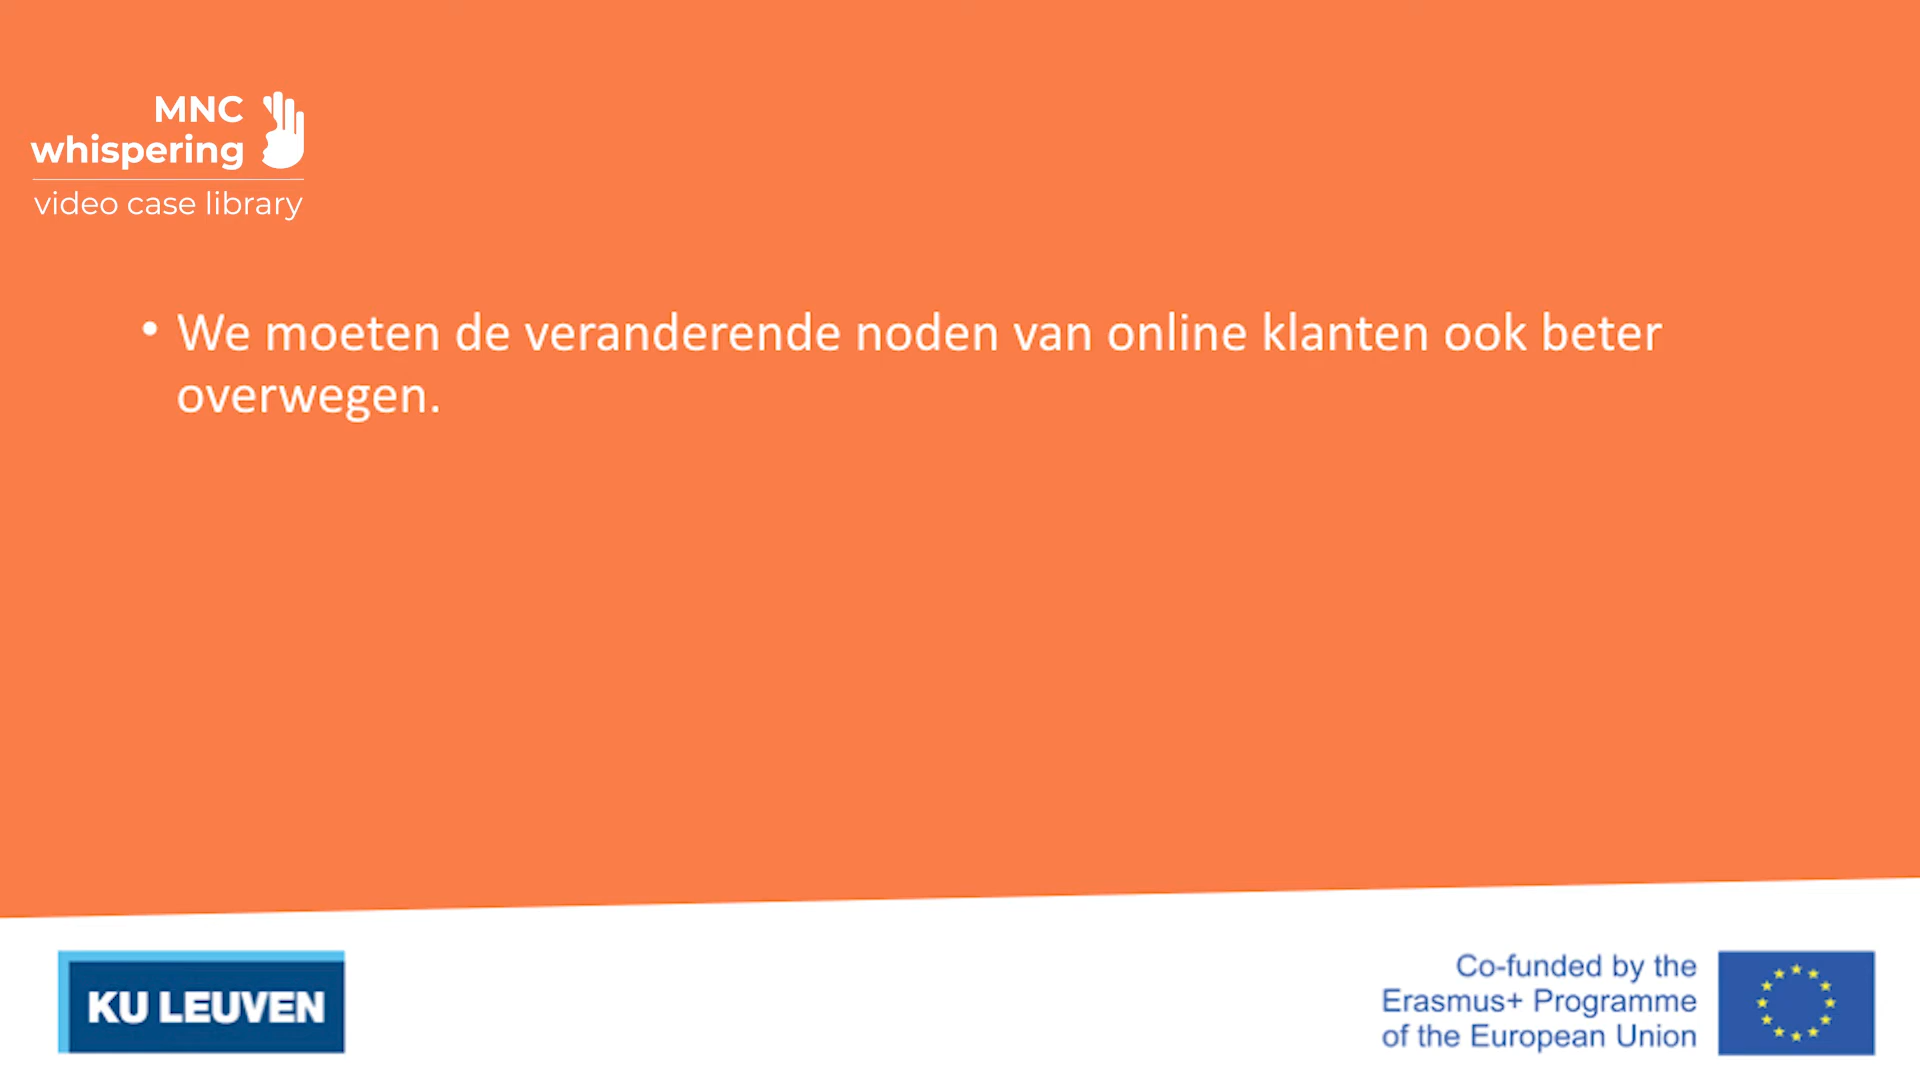 MNC
whispering
video case library
• We moeten de veranderende noden van online klanten ook beter
overwegen.
KU LEUVEN
Co-funded by the
Erasmus+ Programme
of the European Union